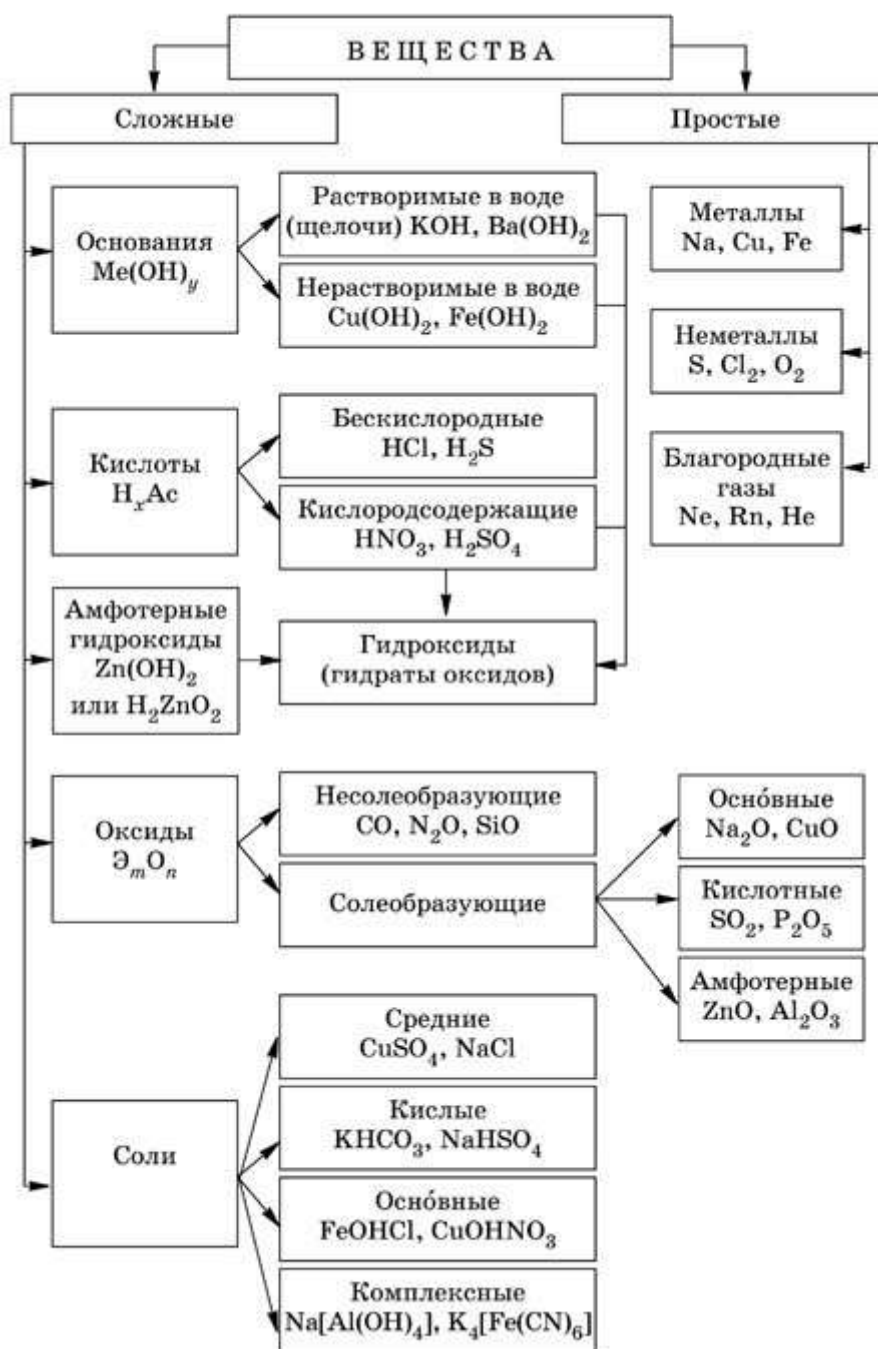 ВЕЩЕСТВА
Сложные
Простые
Основания
Me(OH)y
Растворимые в воде
(щелочи) KOH, Ba(OH)2
Нерастворимые в воде
Cu(OH)2, Fe(OH)2
Металлы
Na, Cu, Fe
Неметаллы
S, Cl2, O2
Благородные
газы
Ne, Rn, He
Кислоты
HxAc
Бескислородные
HCl, H2S
Кислородсодержащие
HNO3, H2SO4
Амфотерные
гидроксиды
Zn(OH)2
или H2ZnO2
Гидроксиды
(гидраты оксидов)
Оксиды
ЭmOn
Несолеобразующие
CO, N2O, SiO
Солеобразующие
Осно́вные
Na2O, CuO
Кислотные
SO2, P2O5
Амфотерные
ZnO, Al2O3
Соли
Средние
CuSO4, NaCl
Кислые
KHCO3, NaHSO4
Осно́вные
FeOHCl, CuOHNO3
Комплексные
Na[Al(OH)4], K4[Fe(CN)6]